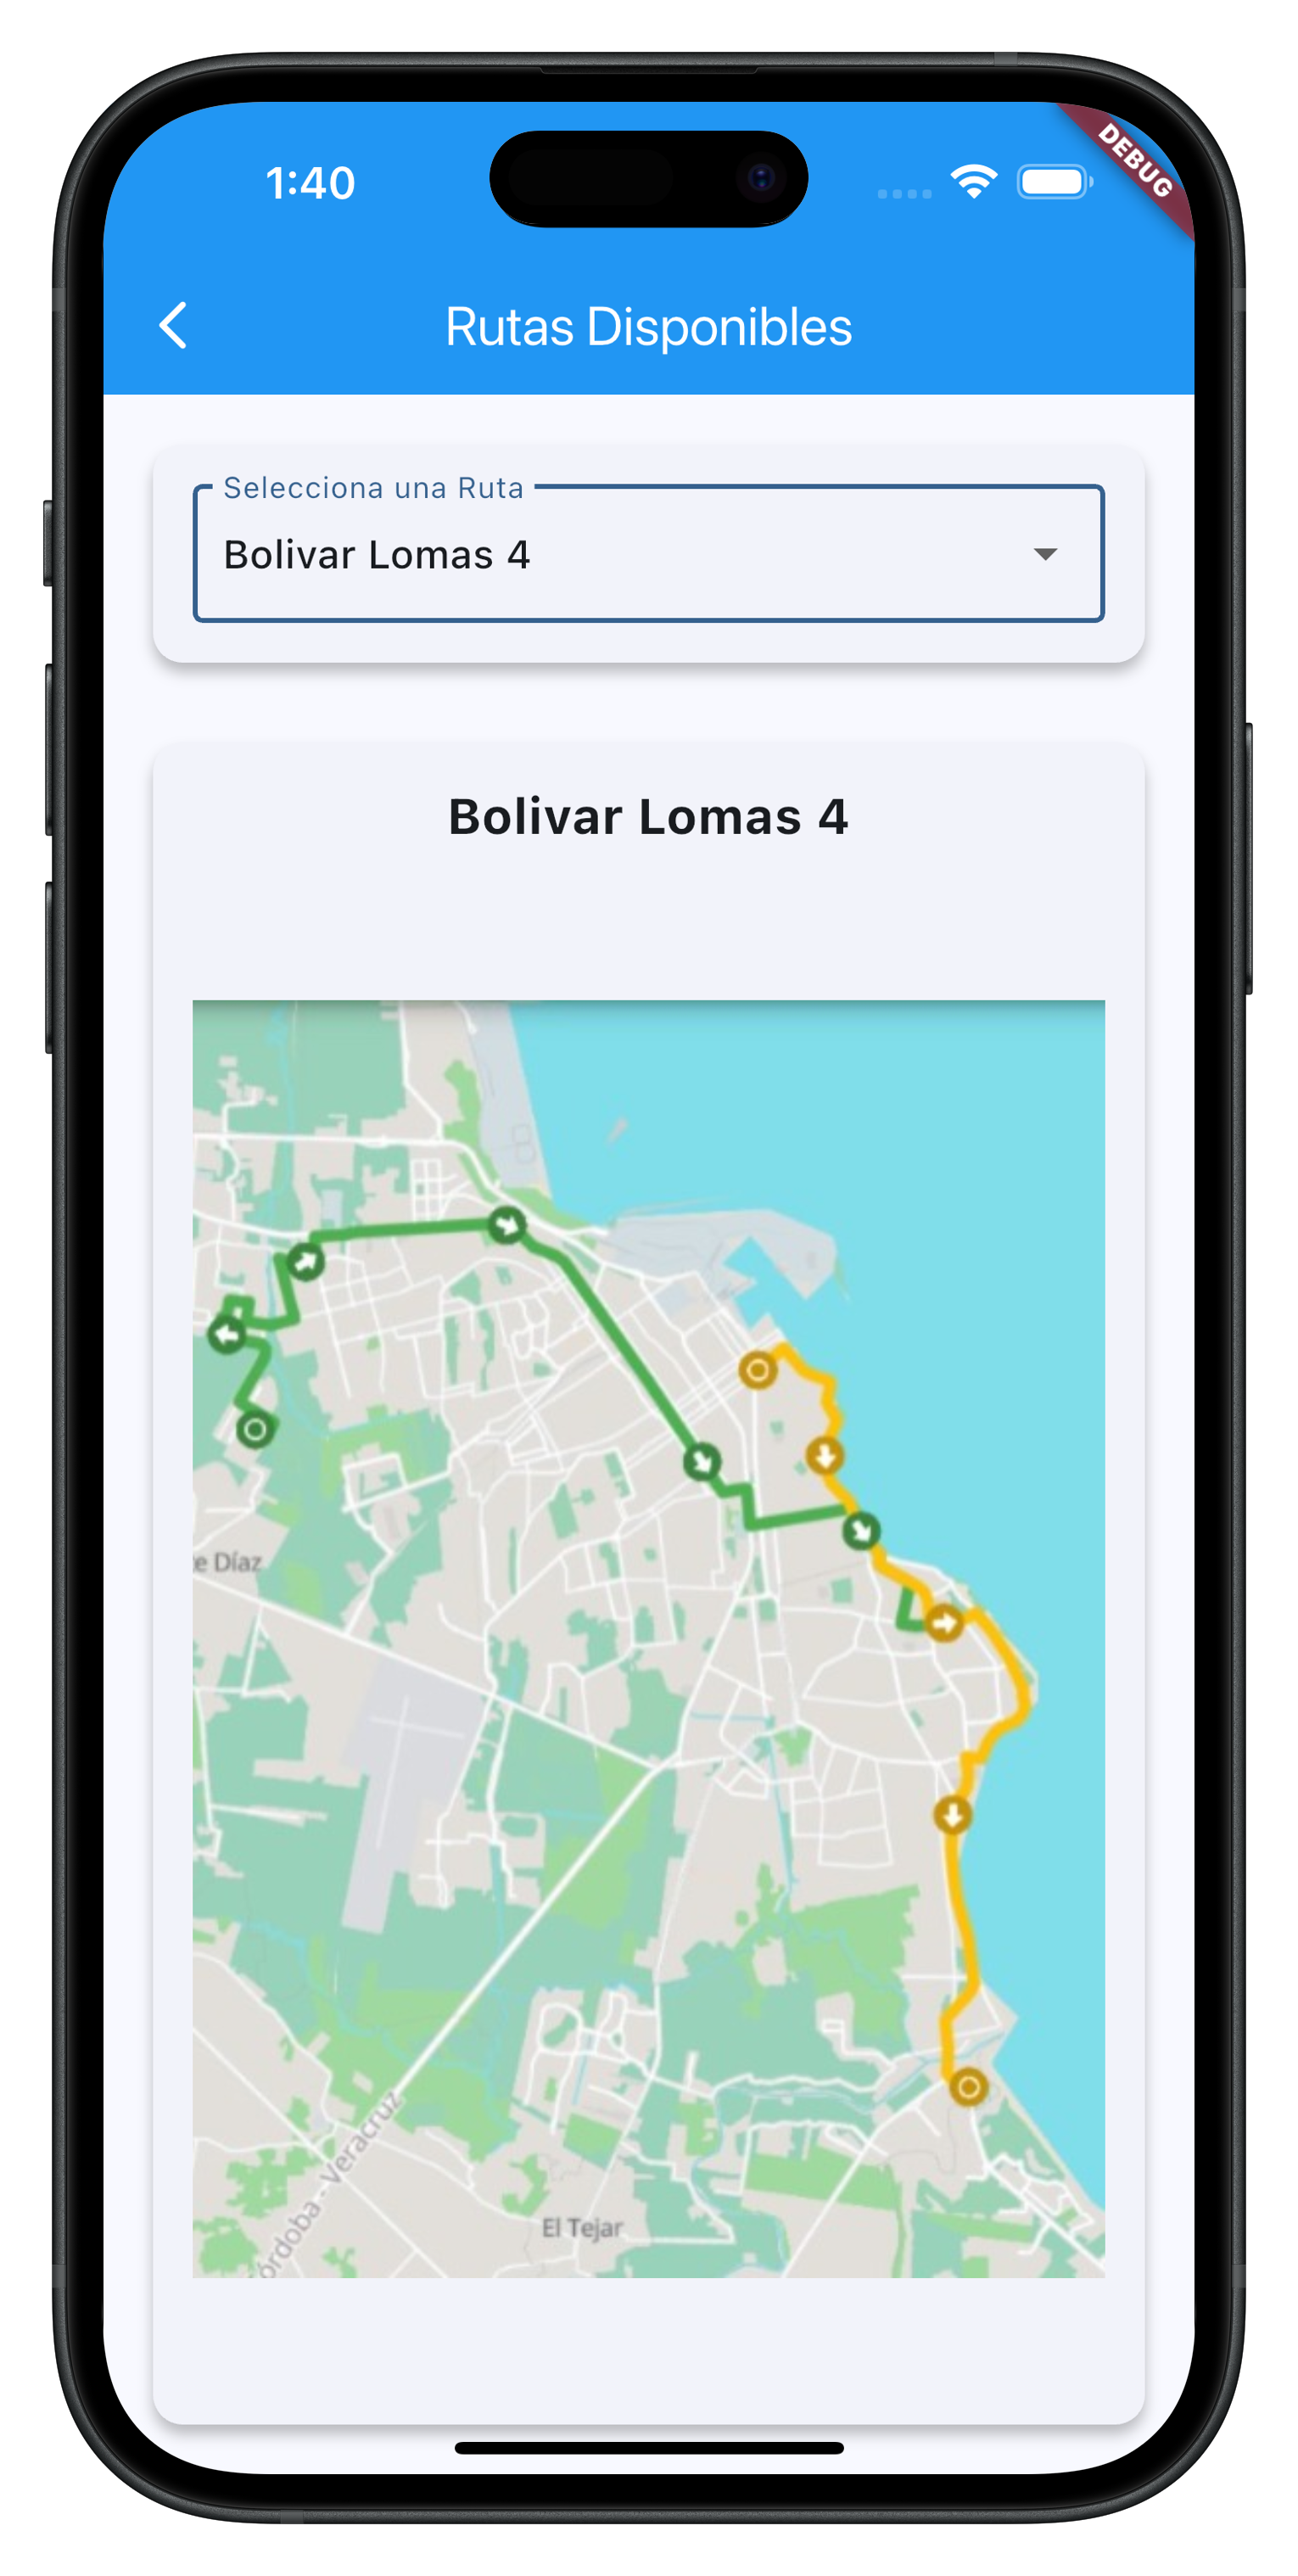 1:40
DEBUG
Rutas Disponibles
Selecciona una Ruta
Bolivar Lomas 4
Bolivar Lomas 4
e Díaz
órdoba - Veracruz
El Tejar